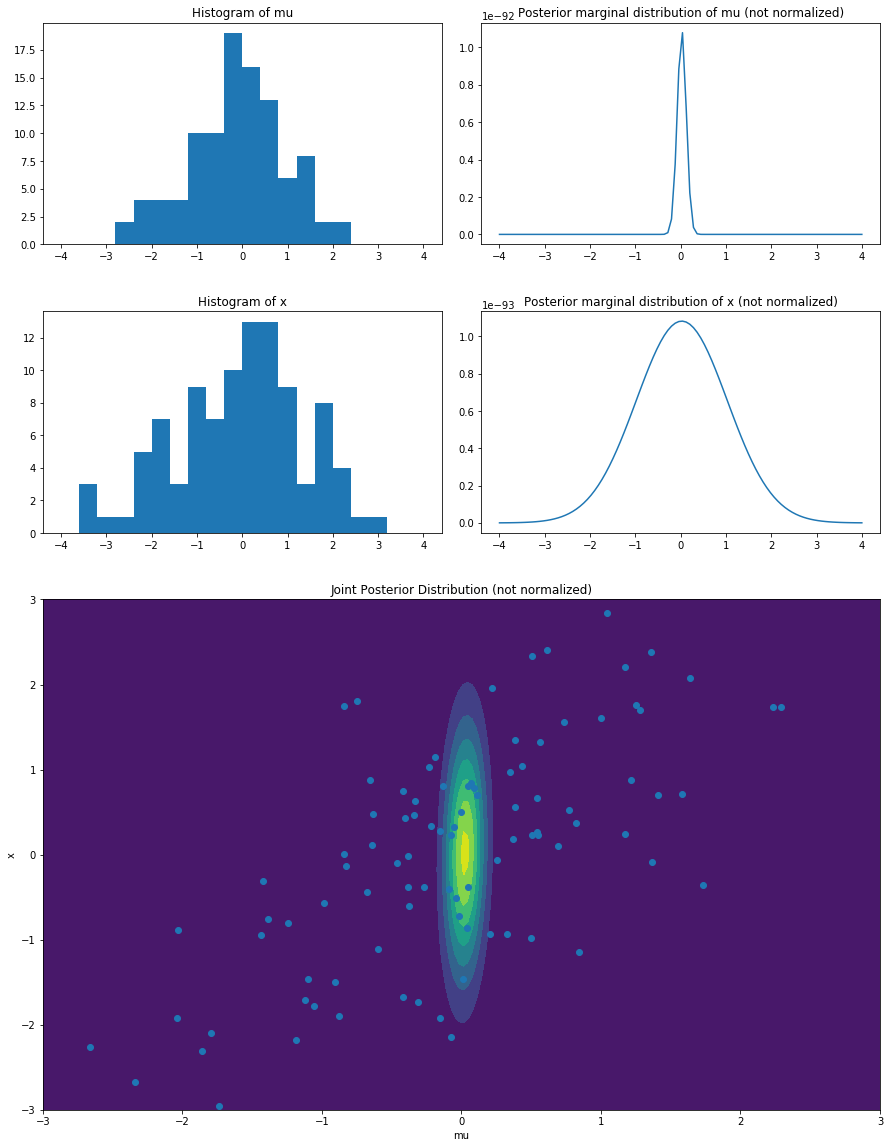 Histogram of mu
17.5
15.0
12.5
10.0
7.5
5.0
2.5
0.0
−4 −3 −2 −1 0 1 2 3 4
Posterior marginal distribution of mu (not normalized)
1e−92
1.0
0.8
0.6
0.4
0.2
0.0
−4 −3 −2 −1 0 1 2 3 4
Histogram of x
12
10
8
6
4
2
0
−4 −3 −2 −1 0 1 2 3 4
Posterior marginal distribution of x (not normalized)
1e−93
1.0
0.8
0.6
0.4
0.2
0.0
−4 −3 −2 −1 0 1 2 3 4
Joint Posterior Distribution (not normalized)
3
2
1
0
−1
−2
−3
x
−3 −2 −1 0 1 2 3
mu